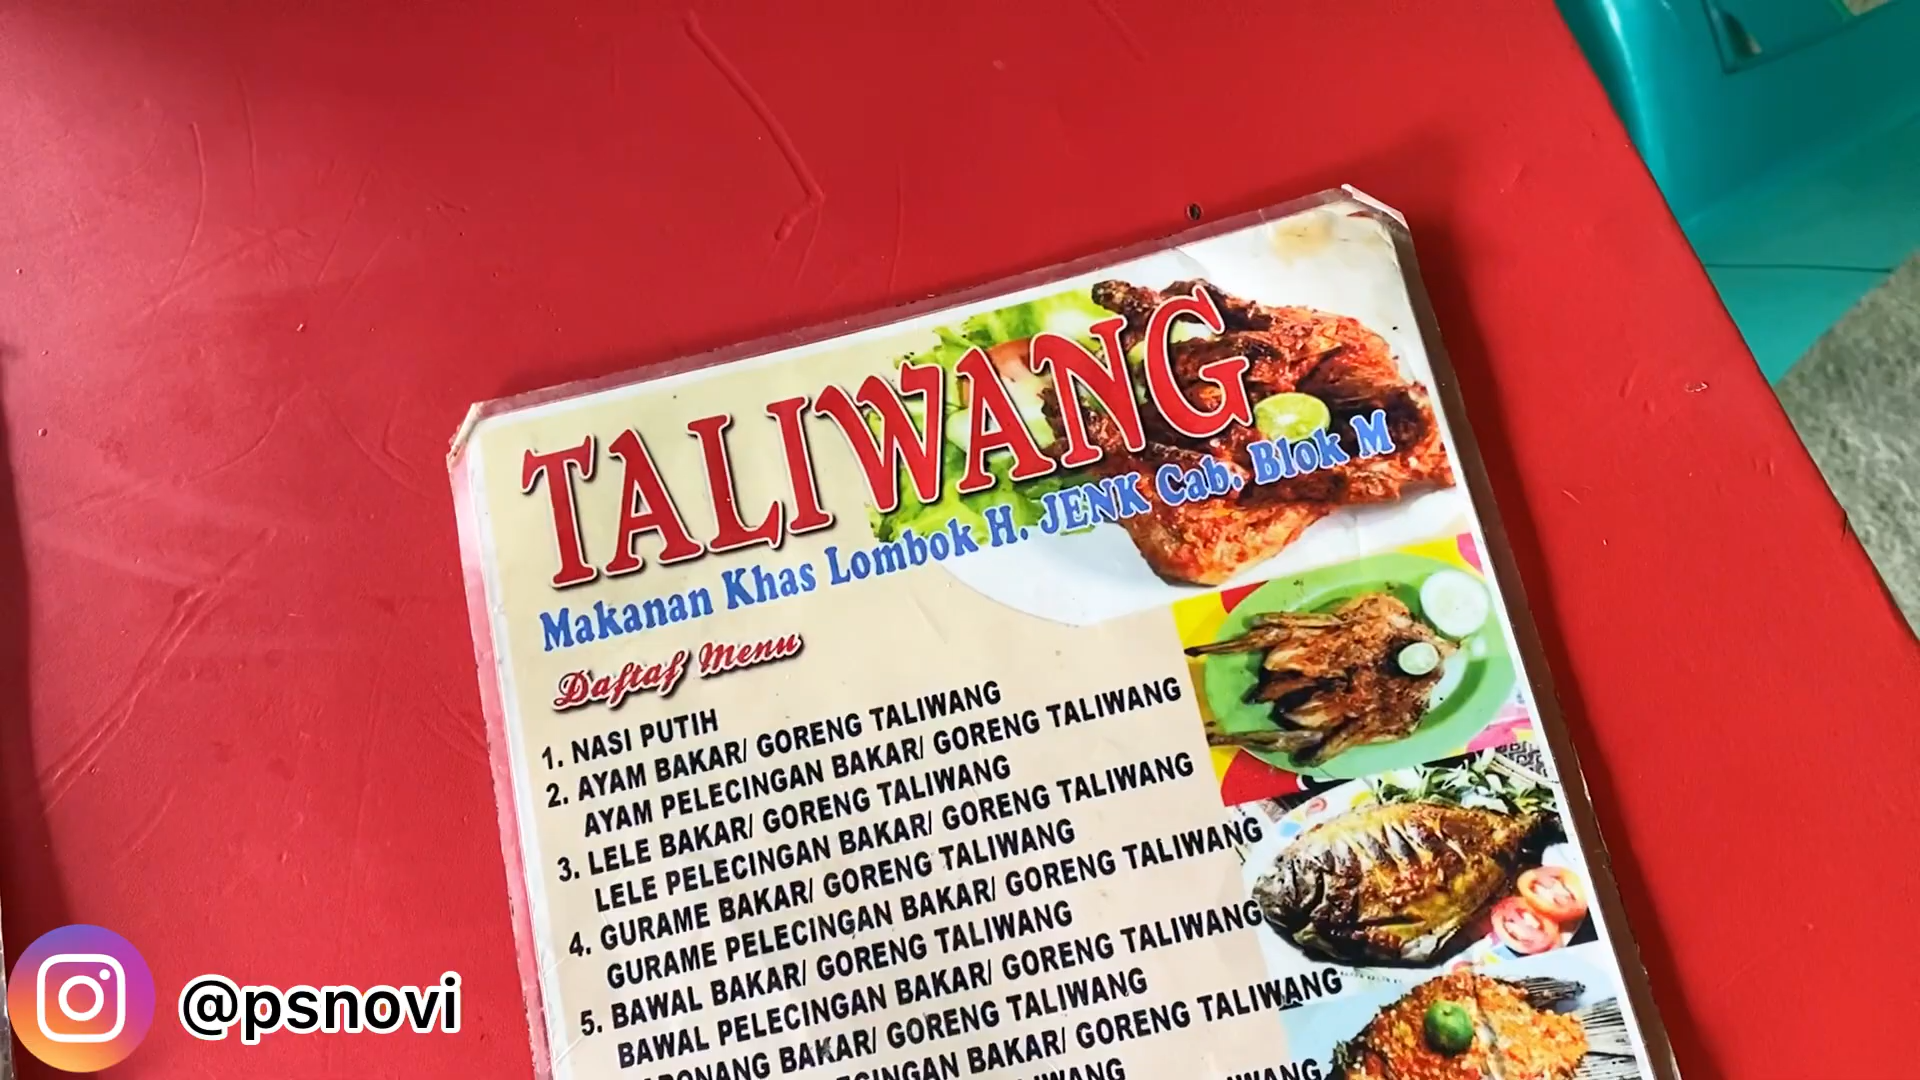 TALIWANG
Makanan Khas Lombok H. JENK Cab. Blok M
Daftaf Menu
1. NASI PUTIH
2. AYAM BAKAR/ GORENG TALIWANG
AYAM PELECINGAN BAKAR/ GORENG TALIWANG
3. LELE BAKAR/ GORENG TALIWANG
LELE PELECINGAN BAKAR/ GORENG TALIWANG
4. GURAME BAKAR/ GORENG TALIWANG
GURAME PELECINGAN BAKAR/ GORENG TALIWANG
5. BAWAL BAKAR/ GORENG TALIWANG
BAWAL PELECINGAN BAKAR/ GORENG TALIWANG
BAKAR/ GORENG TALIWANG
BAKAR/ GORENG TALIWANG
TALIWANG
@psnovi